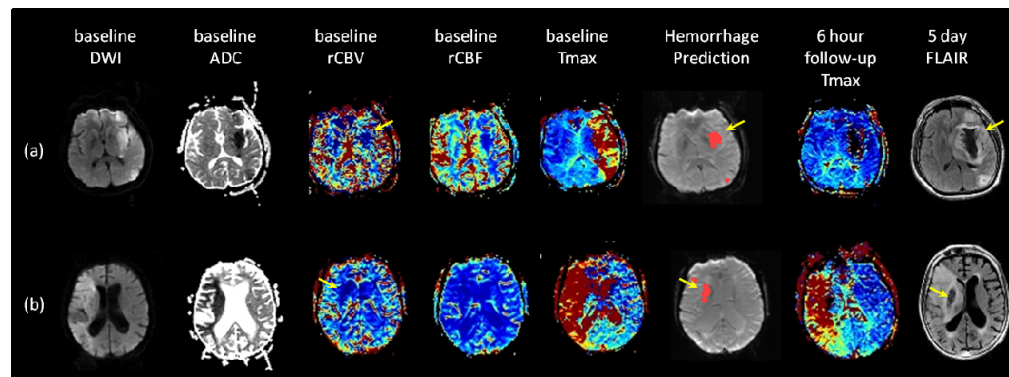 baseline DWI
baseline ADC
baseline rCBV
baseline rCBF
baseline Tmax
Hemorrhage Prediction
6 hour follow-up Tmax
5 day FLAIR
(a)
(b)